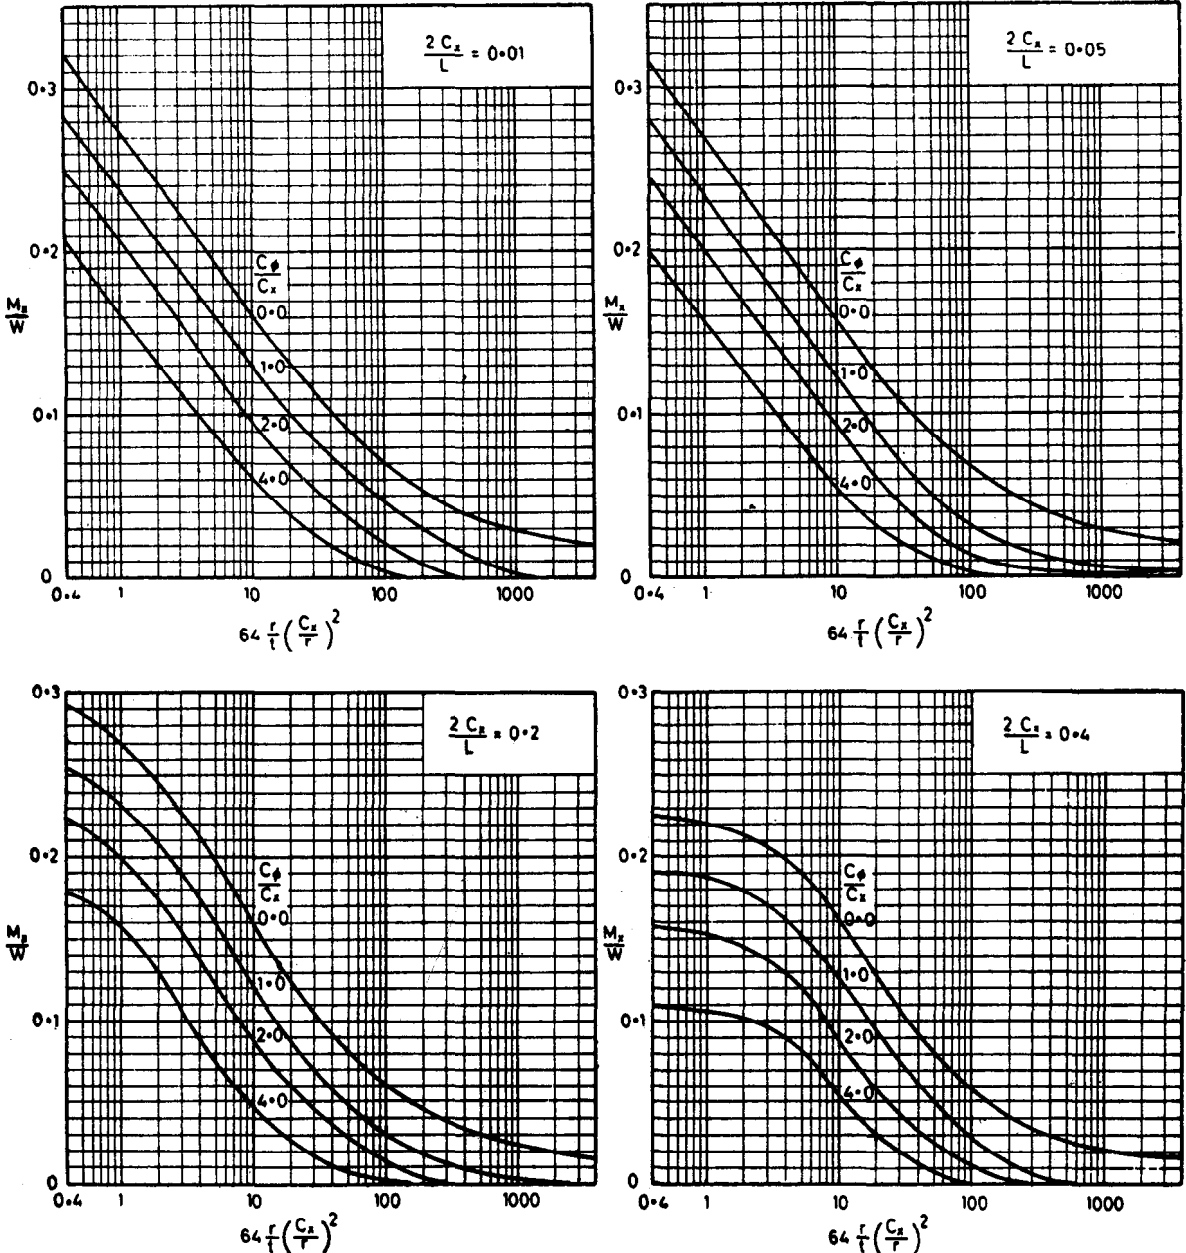 2 Cx / L = 0·01
0·3
0·2
0·1
0
Mx / W
Cφ / Cx
0·0
1·0
2·0
4·0
0·4 1 10 100 1000
64 r/t (Cx/r)²
2 Cx / L = 0·05
0·3
0·2
0·1
0
Mx / W
Cφ / Cx
0·0
1·0
2·0
4·0
0·4 1 10 100 1000
64 r/t (Cx/r)²
2 Cx / L = 0·2
0·3
0·2
0·1
0
Mx / W
Cφ / Cx
0·0
1·0
2·0
4·0
0·4 1 10 100 1000
64 r/t (Cx/r)²
2 Cx / L = 0·4
0·3
0·2
0·1
0
Mx / W
Cφ / Cx
0·0
1·0
2·0
4·0
0·4 1 10 100 1000
64 r/t (Cx/r)²